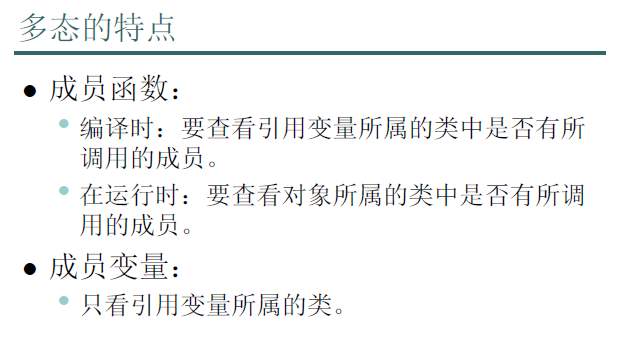 多态的特点
成员函数：
编译时：要查看引用变量所属的类中是否有所
调用的成员。
在运行时：要查看对象所属的类中是否有所调
用的成员。
成员变量：
只看引用变量所属的类。